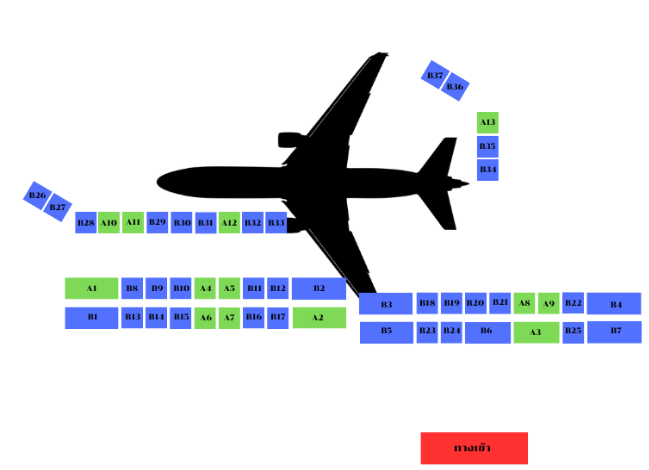 B37 B36
A13
B35
B34
B26 B27
B28 A10 A11 B29 B30 B31 A12 B32 B33
A1 B8 B9 B10 A4 A5 B11 B12 B2
B1 B13 B14 B15 A6 A7 B16 B17 A2
B3 B18 B19 B20 B21 A8 A9 B22 B4
B5 B23 B24 B6 A3 B25 B7
ทางเข้า